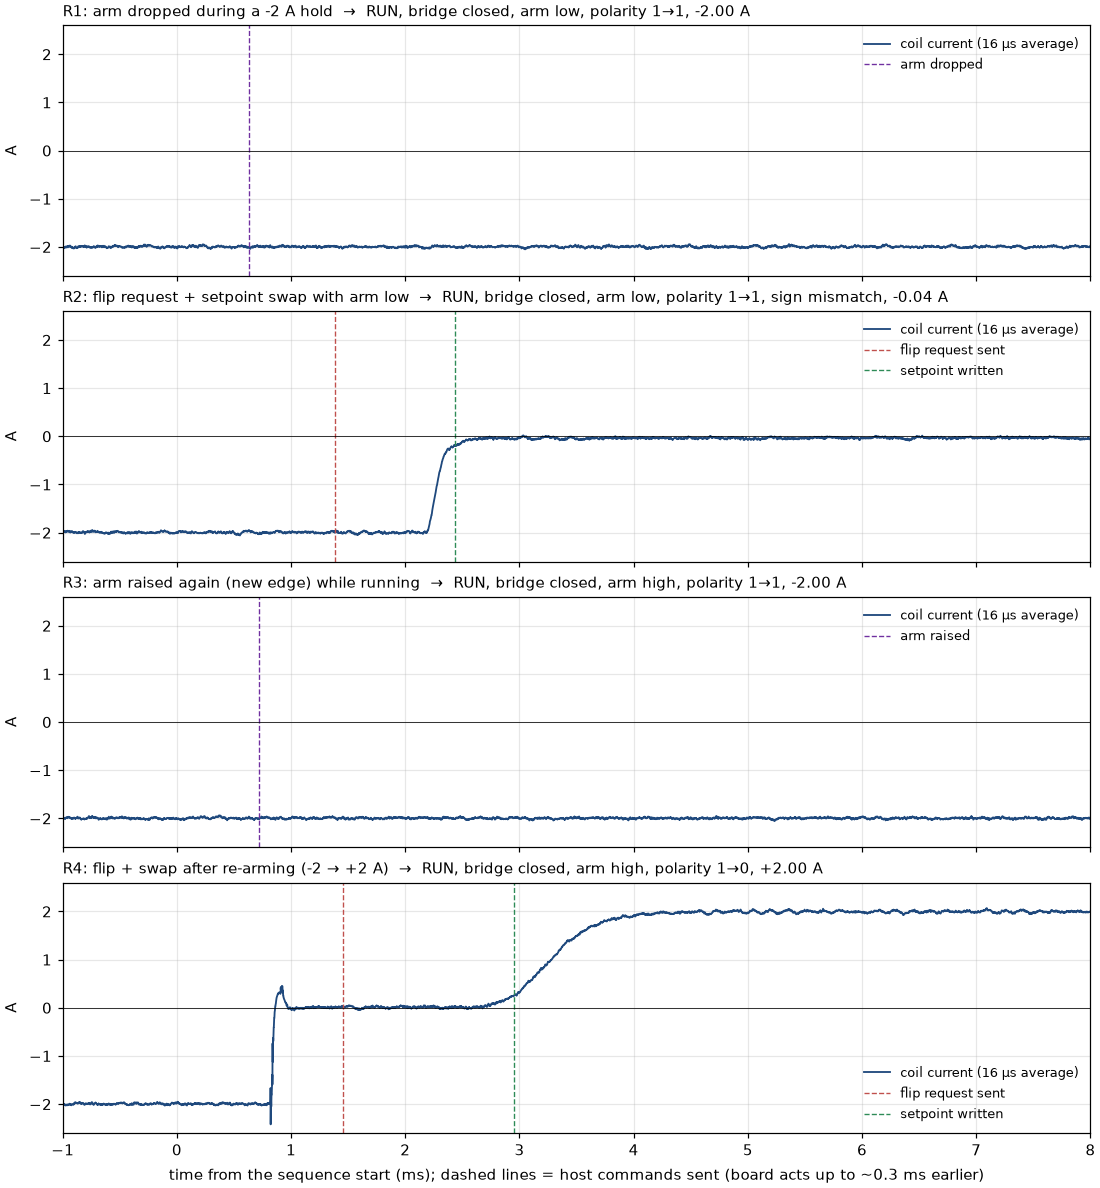 R1: arm dropped during a -2 A hold → RUN, bridge closed, arm low, polarity 1→1, -2.00 A
2
1
0
−1
−2
A
coil current (16 µs average)
arm dropped
R2: flip request + setpoint swap with arm low → RUN, bridge closed, arm low, polarity 1→1, sign mismatch, -0.04 A
2
1
0
−1
−2
A
coil current (16 µs average)
flip request sent
setpoint written
R3: arm raised again (new edge) while running → RUN, bridge closed, arm high, polarity 1→1, -2.00 A
2
1
0
−1
−2
A
coil current (16 µs average)
arm raised
R4: flip + swap after re-arming (-2 → +2 A) → RUN, bridge closed, arm high, polarity 1→0, +2.00 A
2
1
0
−1
−2
A
coil current (16 µs average)
flip request sent
setpoint written
−1 0 1 2 3 4 5 6 7 8
time from the sequence start (ms); dashed lines = host commands sent (board acts up to ~0.3 ms earlier)